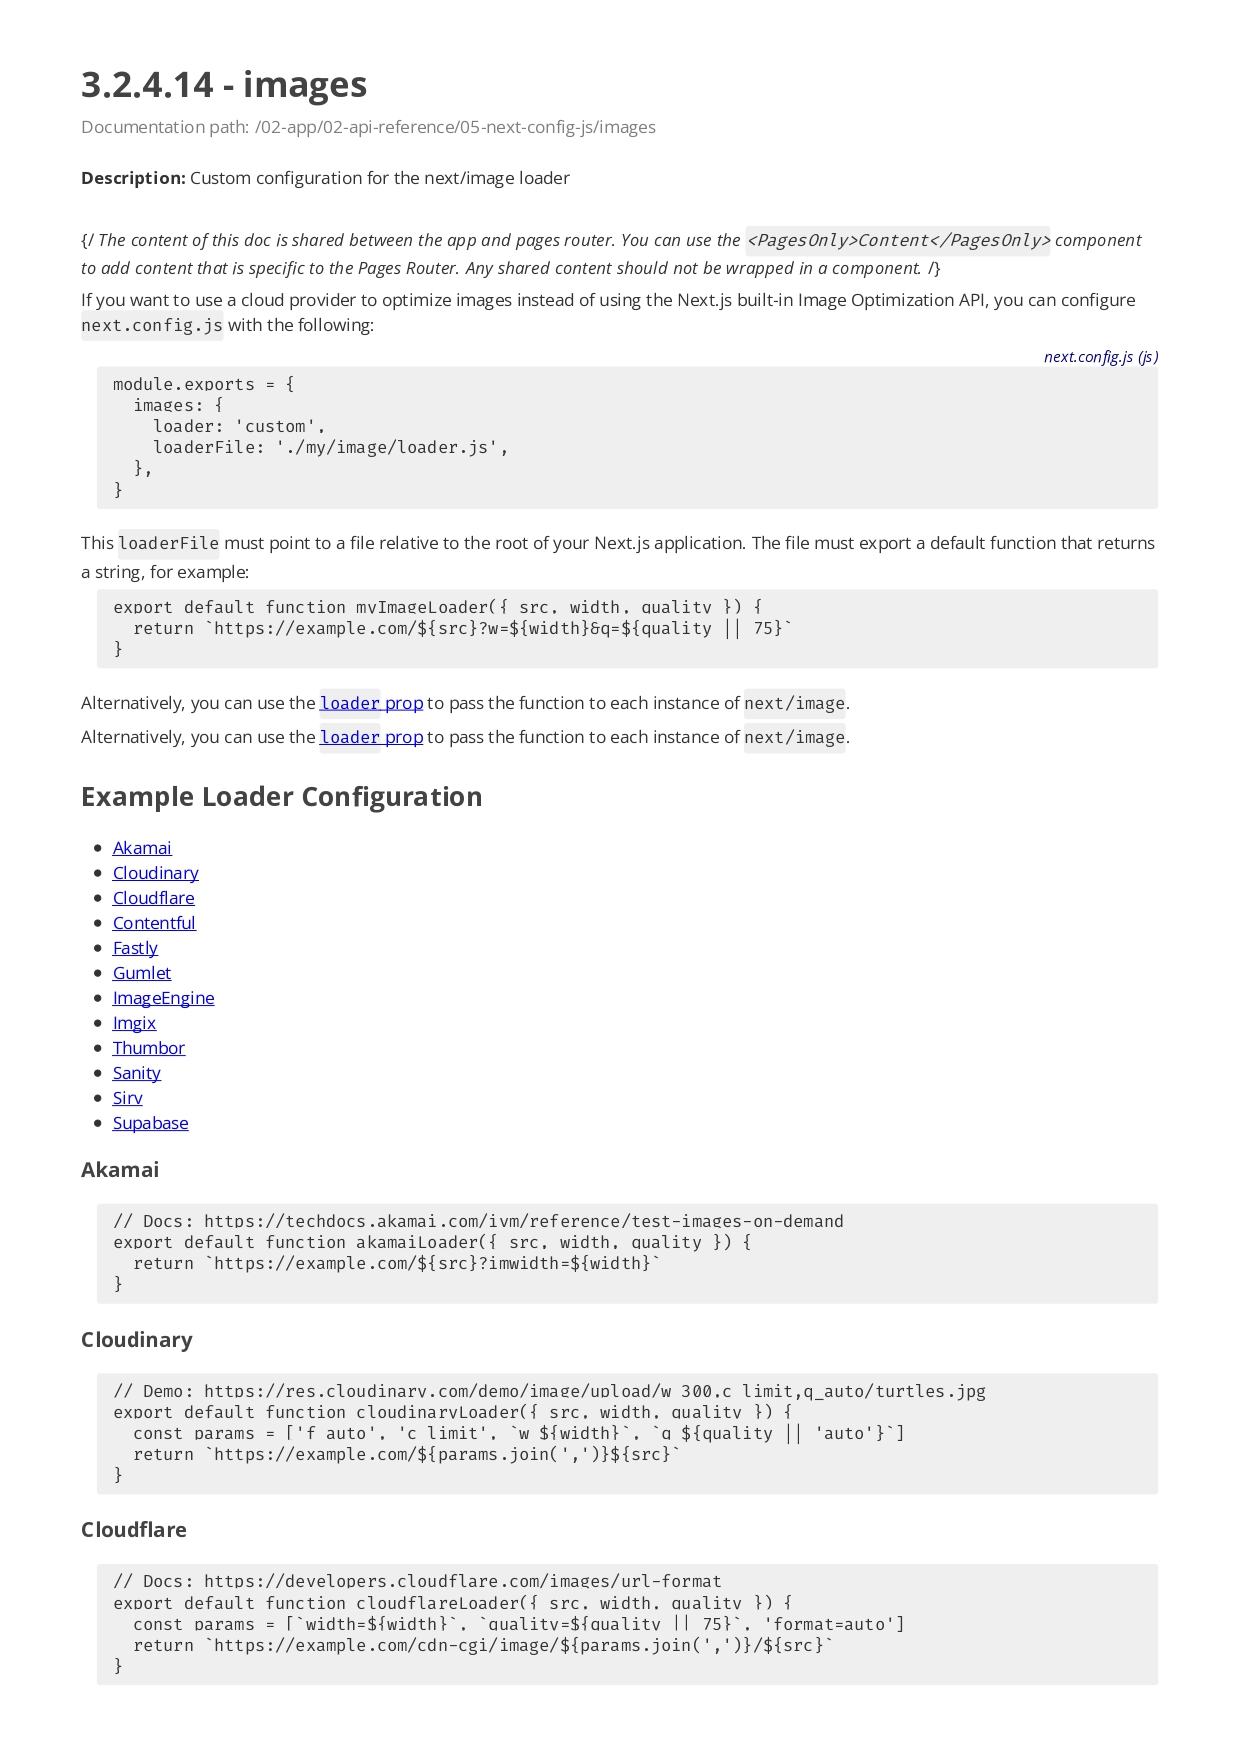 3.2.4.14 - images
Documentation path: /02-app/02-api-reference/05-next-config-js/images
Description: Custom configuration for the next/image loader
{/ The content of this doc is shared between the app and pages router. You can use the <PagesOnly>Content</PagesOnly> component
to add content that is specific to the Pages Router. Any shared content should not be wrapped in a component. /}
If you want to use a cloud provider to optimize images instead of using the Next.js built-in Image Optimization API, you can configure
next.config.js with the following:
next.config.js (js)
module.exports = {
  images: {
    loader: 'custom',
    loaderFile: './my/image/loader.js',
  },
}
This loaderFile must point to a file relative to the root of your Next.js application. The file must export a default function that returns
a string, for example:
export default function myImageLoader({ src, width, quality }) {
  return `https://example.com/${src}?w=${width}&q=${quality || 75}`
}
Alternatively, you can use the loader prop to pass the function to each instance of next/image.
Alternatively, you can use the loader prop to pass the function to each instance of next/image.
Example Loader Configuration
• Akamai
• Cloudinary
• Cloudflare
• Contentful
• Fastly
• Gumlet
• ImageEngine
• Imgix
• Thumbor
• Sanity
• Sirv
• Supabase
Akamai
// Docs: https://techdocs.akamai.com/ivm/reference/test-images-on-demand
export default function akamaiLoader({ src, width, quality }) {
  return `https://example.com/${src}?imwidth=${width}`
}
Cloudinary
// Demo: https://res.cloudinary.com/demo/image/upload/w_300,c_limit,q_auto/turtles.jpg
export default function cloudinaryLoader({ src, width, quality }) {
  const params = ['f_auto', 'c_limit', `w_${width}`, `q_${quality || 'auto'}`]
  return `https://example.com/${params.join(',')}${src}`
}
Cloudflare
// Docs: https://developers.cloudflare.com/images/url-format
export default function cloudflareLoader({ src, width, quality }) {
  const params = [`width=${width}`, `quality=${quality || 75}`, 'format=auto']
  return `https://example.com/cdn-cgi/image/${params.join(',')}/${src}`
}